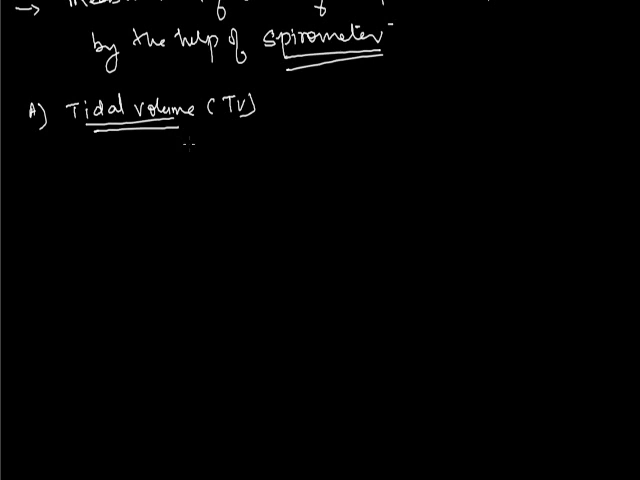 →
by the help of spirometer
A) Tidal volume (TV)